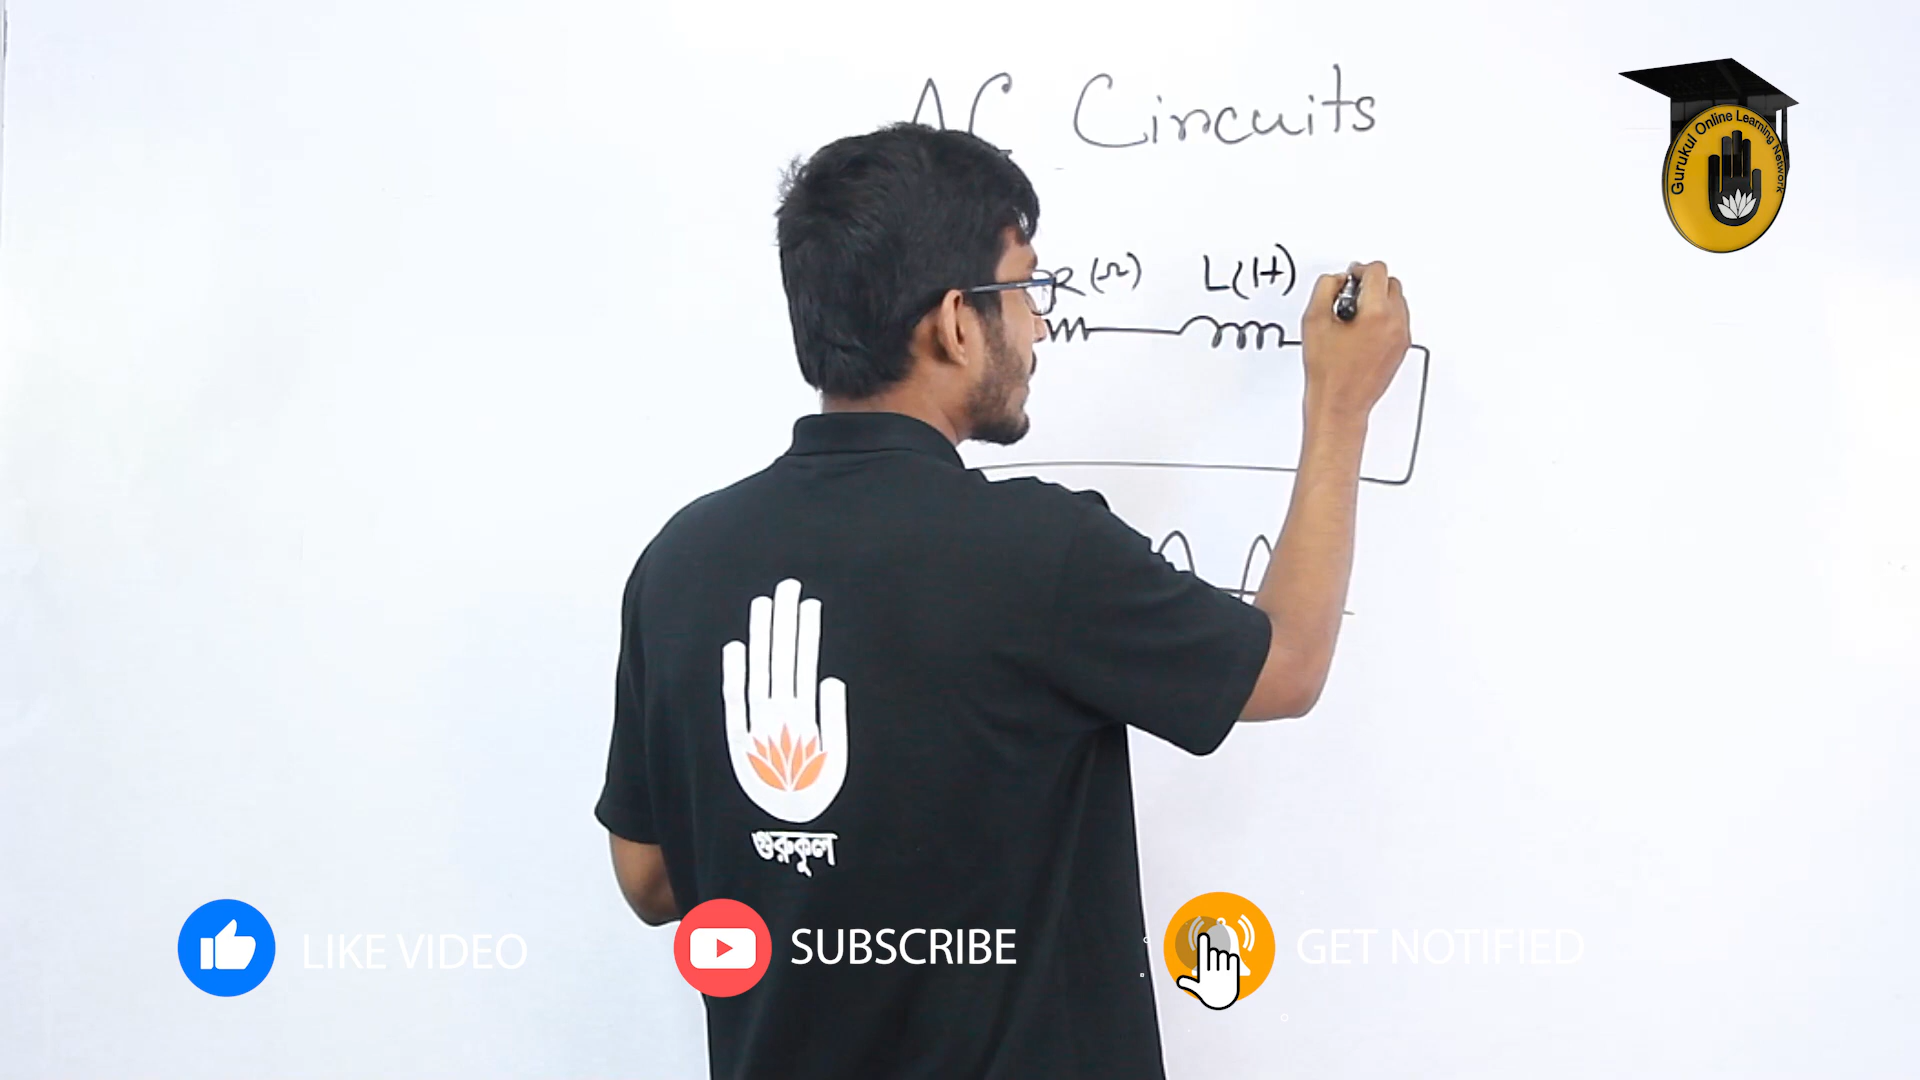 AC Circuits
Gurukul Online Learning Network
R(Ω) L(H)
গুরুকুল
LIKE VIDEO
SUBSCRIBE
GET NOTIFIED